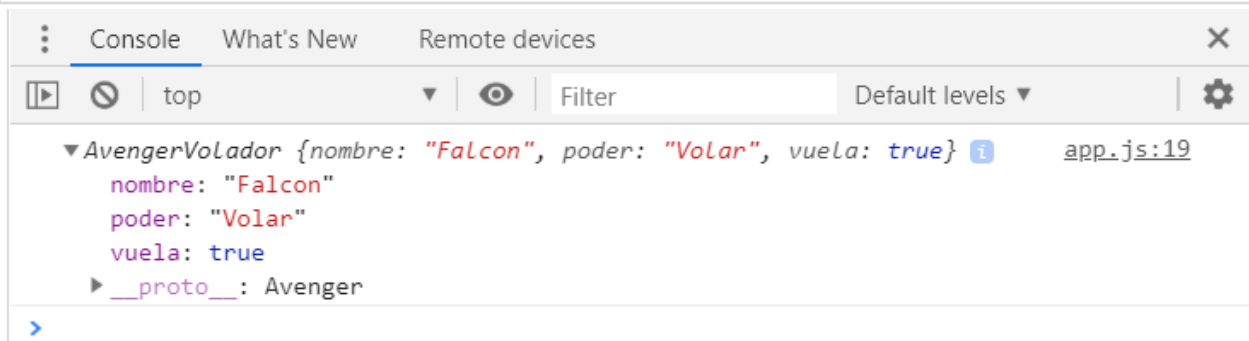 Console What's New Remote devices
top Filter Default levels
AvengerVolador {nombre: "Falcon", poder: "Volar", vuela: true} i app.js:19
nombre: "Falcon"
poder: "Volar"
vuela: true
__proto__: Avenger
>